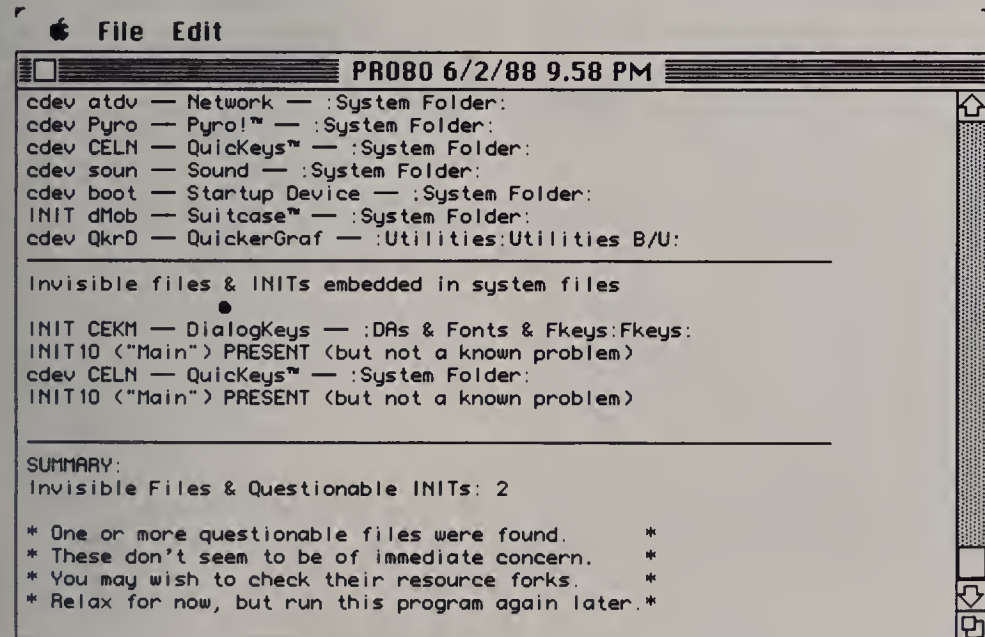 File Edit
PRO80 6/2/88 9.58 PM
cdev atdv — Network — :System Folder:
cdev Pyro — Pyro!™ — :System Folder:
cdev CELN — QuicKeys™ — :System Folder:
cdev soun — Sound — :System Folder:
cdev boot — Startup Device — :System Folder:
INIT dMob — Suitcase™ — :System Folder:
cdev QkrD — QuickerGraf — :Utilities:Utilities B/U:
Invisible files & INITs embedded in system files
INIT CEKM — DialogKeys — :DAs & Fonts & Fkeys:Fkeys:
INIT10 ("Main") PRESENT (but not a known problem)
cdev CELN — QuicKeys™ — :System Folder:
INIT10 ("Main") PRESENT (but not a known problem)
SUMMARY:
Invisible Files & Questionable INITs: 2
* One or more questionable files were found. *
* These don't seem to be of immediate concern. *
* You may wish to check their resource forks. *
* Relax for now, but run this program again later.*